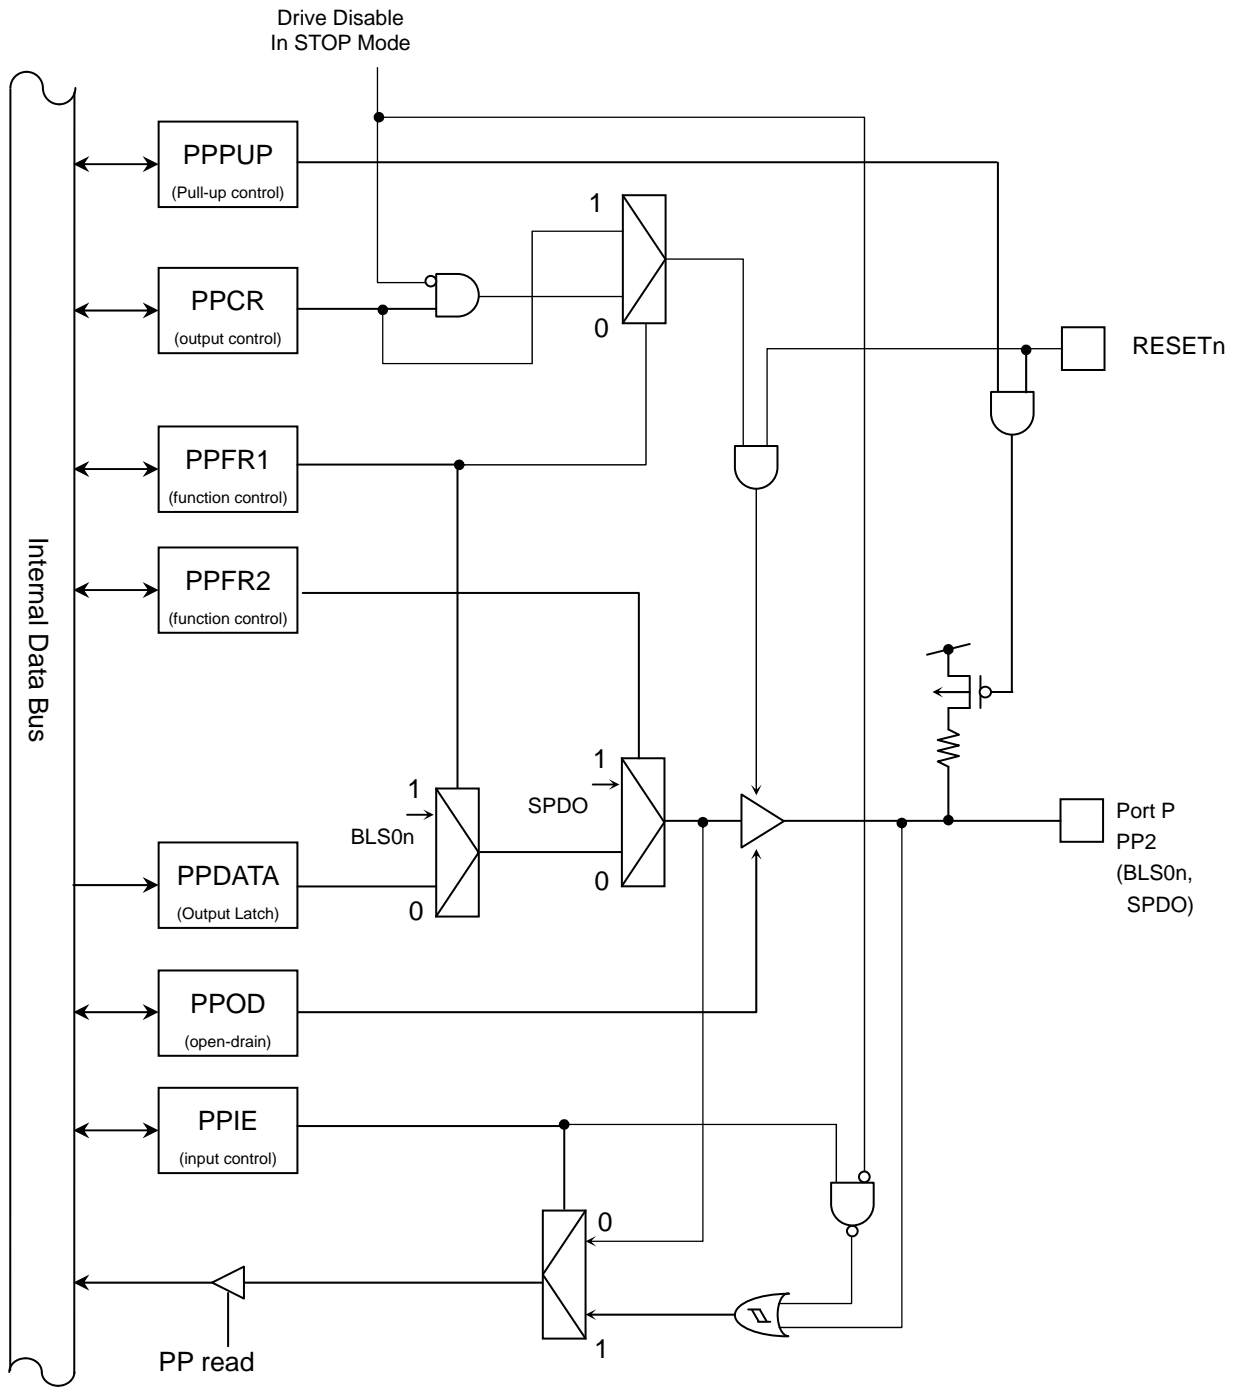 Drive Disable
In STOP Mode
PPPUP
(Pull-up control)
1
PPCR
(output control)
0
RESETn
PPFR1
(function control)
Internal Data Bus
PPFR2
(function control)
1
SPDO
1
BLS0n
Port P
PP2
(BLS0n,
SPDO)
PPDATA
(Output Latch)
0
0
PPOD
(open-drain)
PPIE
(input control)
0
1
PP read